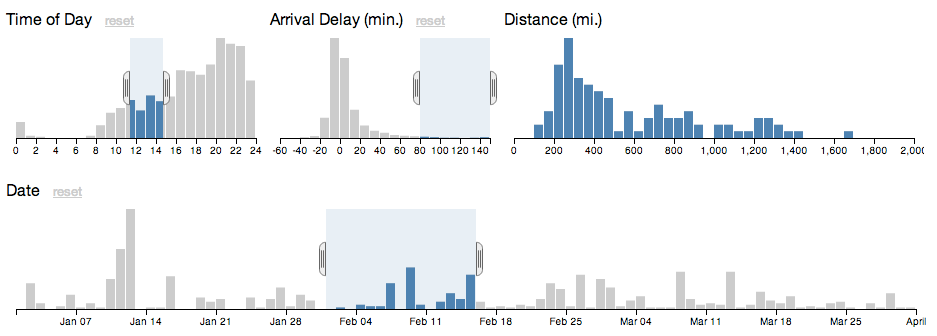 Time of Day reset
Arrival Delay (min.) reset
Distance (mi.)
0 2 4 6 8 10 12 14 16 18 20 22 24
-60 -40 -20 0 20 40 60 80 100 120 140
0 200 400 600 800 1,000 1,200 1,400 1,600 1,800 2,00
Date reset
Jan 07 Jan 14 Jan 21 Jan 28 Feb 04 Feb 11 Feb 18 Feb 25 Mar 04 Mar 11 Mar 18 Mar 25 April